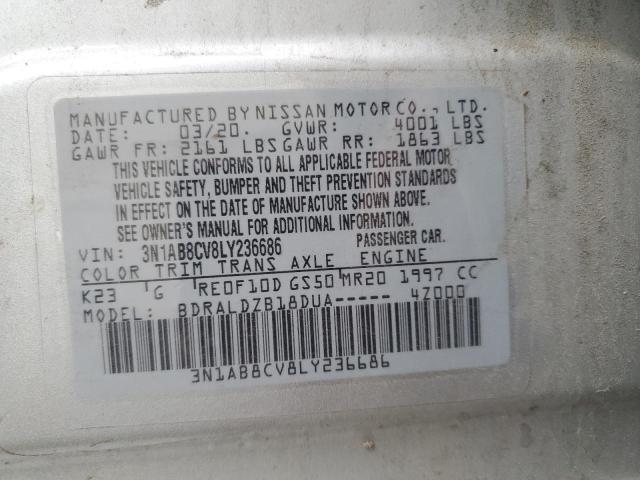 MANUFACTURED BY NISSAN MOTOR CO., LTD.
DATE: 03/20. GVWR: 4001 LBS
GAWR FR: 2161 LBS GAWR RR: 1863 LBS
THIS VEHICLE CONFORMS TO ALL APPLICABLE FEDERAL MOTOR
VEHICLE SAFETY, BUMPER AND THEFT PREVENTION STANDARDS
IN EFFECT ON THE DATE OF MANUFACTURE SHOWN ABOVE.
SEE OWNER'S MANUAL FOR ADDITIONAL INFORMATION.
VIN: 3N1AB8CV8LY236686 PASSENGER CAR.
COLOR TRIM TRANS AXLE ENGINE
K23 G RE0F10D GS50 MR20 1997 CC
MODEL: BDRALDZB18DUA----- 4Z000
3N1AB8CV8LY236686